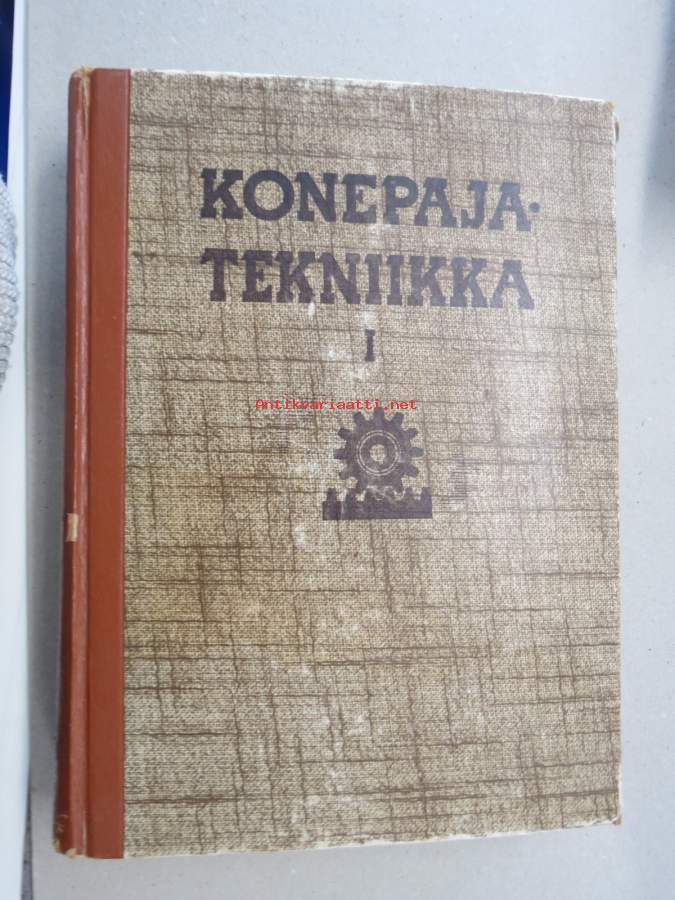 KONEPAJA-
TEKNIIKKA
I
Antikvariaatti.net